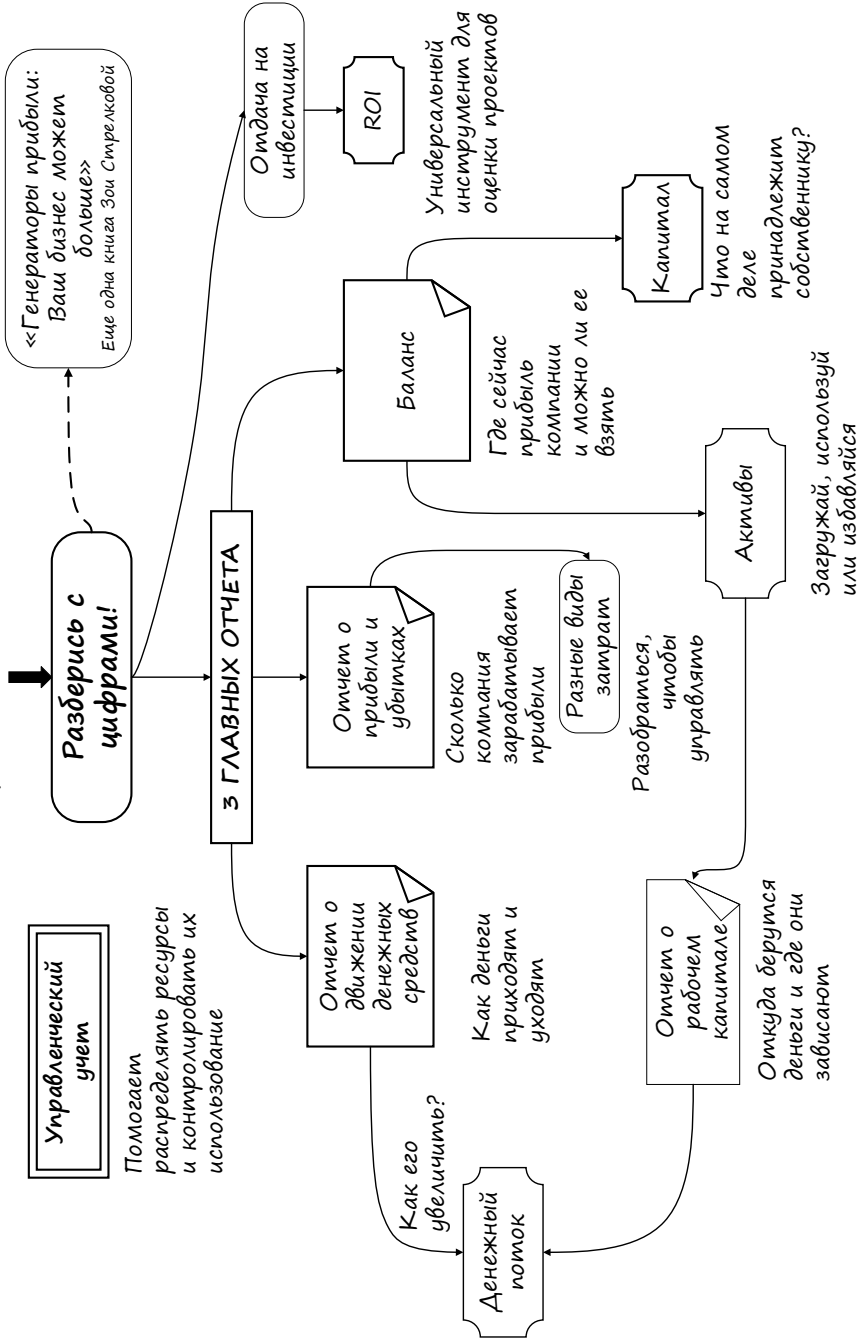 Управленческий
учет
Помогает
распределять ресурсы
и контролировать их
использование
Разберись с
цифрами!
«Генераторы прибыли:
Ваш бизнес может
больше»
Еще одна книга Зои Стрелковой
3 ГЛАВНЫХ ОТЧЕТА
Отдача на
инвестиции
ROI
Универсальный
инструмент для
оценки проектов
Отчет о
движении
денежных
средств
Как деньги
приходят и
уходят
Отчет о
прибыли и
убытках
Сколько
компания
зарабатывает
прибыли
Баланс
Где сейчас
прибыль
компании
и можно ли ее
взять
Как его
увеличить?
Денежный
поток
Разные виды
затрат
Разобраться,
чтобы
управлять
Капитал
Что на самом
деле
принадлежит
собственнику?
Отчет о
рабочем
капитале
Откуда берутся
деньги и где они
зависают
Активы
Загружай, используй
или избавляйся